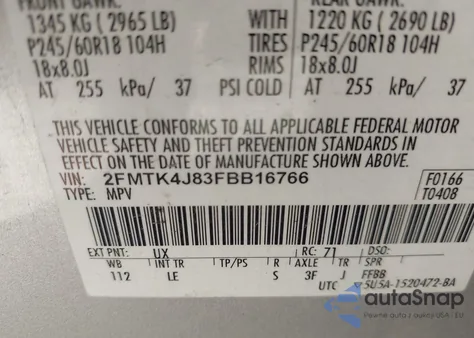 FRONT GAWR: REAR GAWR:
1345 KG ( 2965 LB) WITH 1220 KG ( 2690 LB)
P245/60R18 104H TIRES P245/60R18 104H
18x8.0J RIMS 18x8.0J
AT 255 kPa/ 37 PSI COLD AT 255 kPa/ 37
THIS VEHICLE CONFORMS TO ALL APPLICABLE FEDERAL MOTOR
VEHICLE SAFETY AND THEFT PREVENTION STANDARDS IN
EFFECT ON THE DATE OF MANUFACTURE SHOWN ABOVE.
VIN: 2FMTK4J83FBB16766 F0166
TYPE: MPV T0408
EXT PNT: UX RC: 71 DSO:
WB INT TR TP/PS R AXLE TR SPR
112 LE S 3F J FFBB
UTC 5U5A-1520472-BA
autoSnap